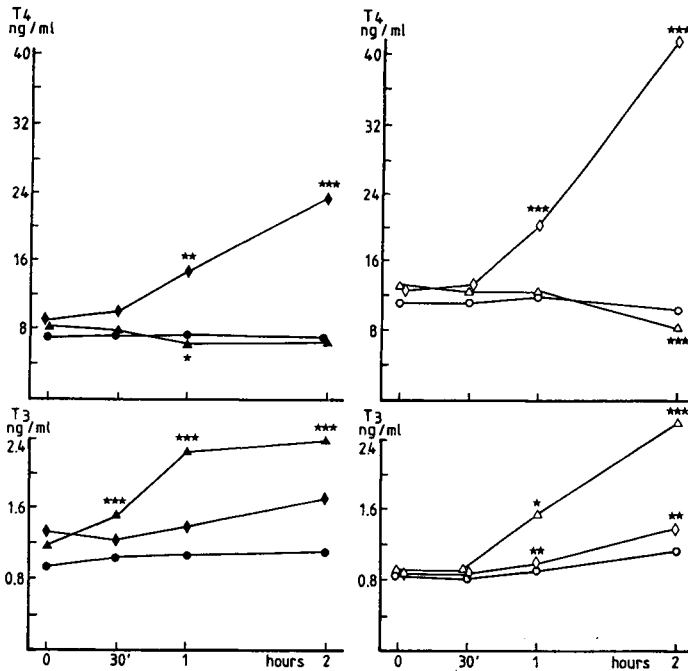 T4
ng/ml
40
32
24
16
8
★★
★★★
★
T4
ng/ml
40
32
24
16
8
★★★
★★★
★★★
T3
ng/ml
2.4
1.6
0.8
★★★
★★★
★★★
0 30' 1 hours 2
T3
ng/ml
2.4
1.6
0.8
★
★★
★★★
★★
0 30' 1 hours 2